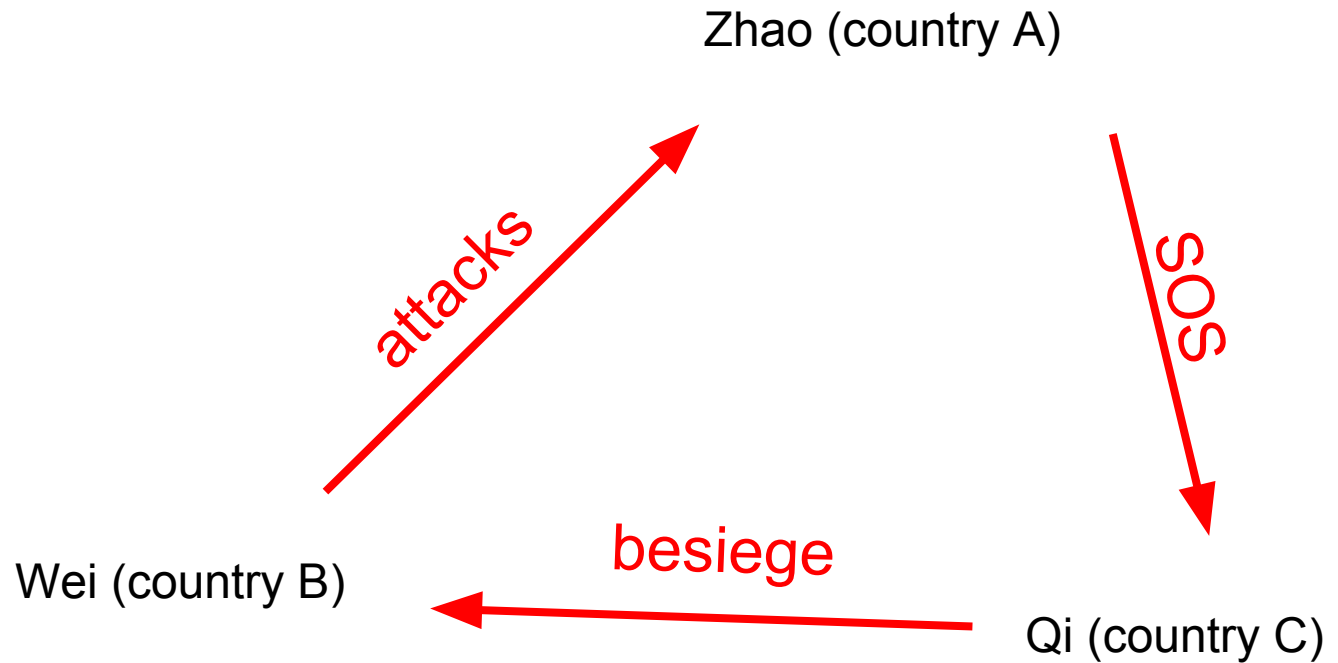 Zhao (country A)
attacks
SOS
besiege
Wei (country B)
Qi (country C)